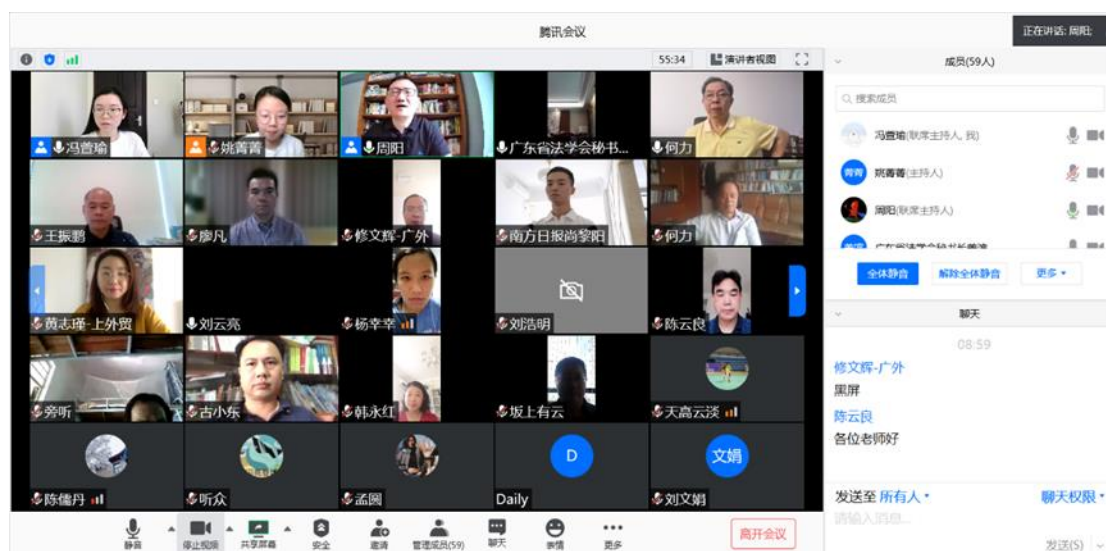 腾讯会议
正在讲话: 周阳;
55:34
演讲者视图
成员(59人)
搜索成员
冯萱瑜
姚菁菁
周阳
广东省法学会秘书...
何力
冯萱瑜(联席主持人, 我)
菁菁
姚菁菁(主持人)
周阳(联席主持人)
王振鹏
廖凡
修文辉-广外
南方日报尚黎阳
何力
全体静音
解除全体静音
更多
黄志瑾-上外贸
刘云亮
杨幸幸
刘浩明
陈云良
聊天
08:59
修文辉-广外
黑屏
陈云良
各位老师好
旁听
古小东
韩永红
坂上有云
天高云淡
D
文娟
陈儒丹
听众
孟圆
Daily
刘文娟
发送至 所有人
聊天权限
请输入消息...
发送(S)
静音
停止视频
共享屏幕
安全
邀请
管理成员(59)
聊天
表情
更多
离开会议